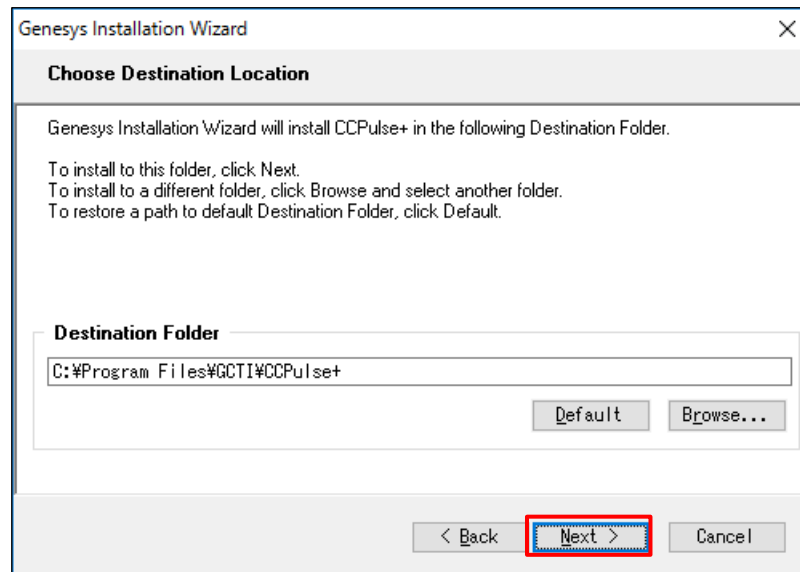 Genesys Installation Wizard
Choose Destination Location
Genesys Installation Wizard will install CCPulse+ in the following Destination Folder.
To install to this folder, click Next.
To install to a different folder, click Browse and select another folder.
To restore a path to default Destination Folder, click Default.
Destination Folder
C:¥Program Files¥GCTI¥CCPulse+
Default Browse...
< Back Next > Cancel